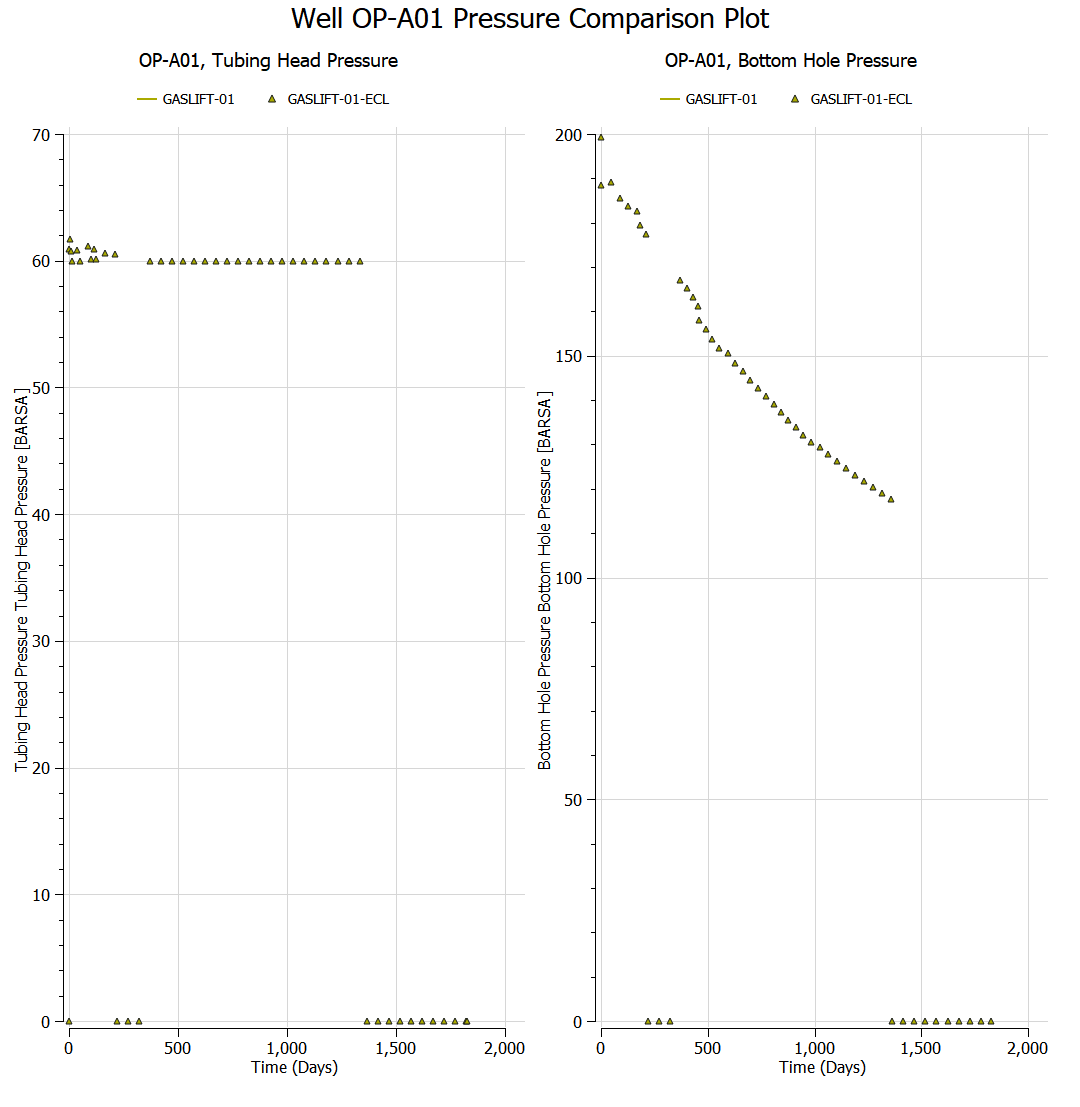 Well OP-A01 Pressure Comparison Plot
OP-A01, Tubing Head Pressure
GASLIFT-01
GASLIFT-01-ECL
70
60
50
40
30
20
10
0
Tubing Head Pressure Tubing Head Pressure [BARSA]
0
500
1,000
1,500
2,000
Time (Days)
OP-A01, Bottom Hole Pressure
GASLIFT-01
GASLIFT-01-ECL
200
150
100
50
0
Bottom Hole Pressure Bottom Hole Pressure [BARSA]
0
500
1,000
1,500
2,000
Time (Days)